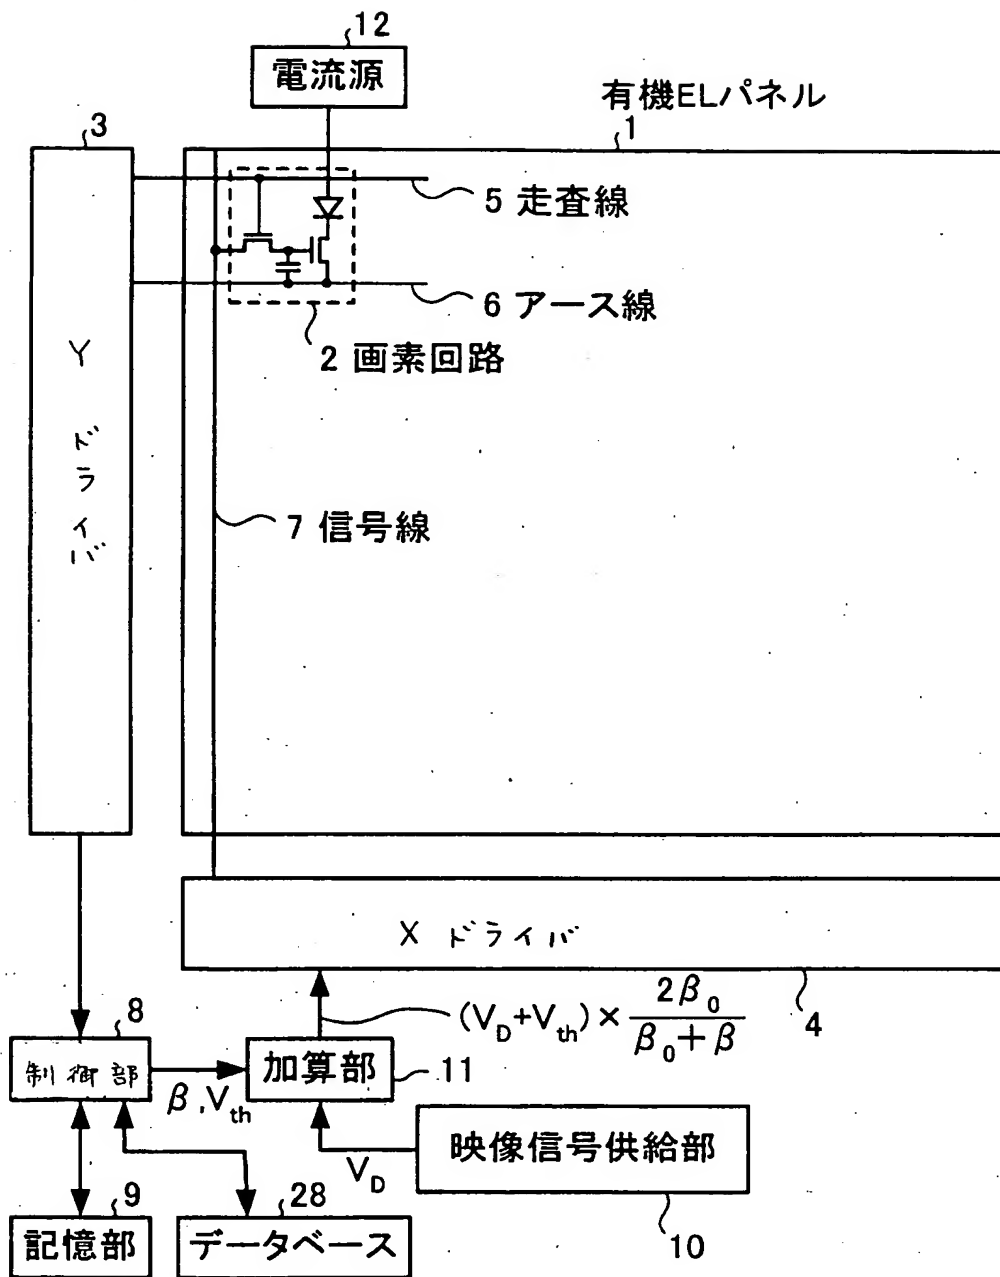 12
電流源
有機ELパネル
1
3
5 走査線
6 アース線
2 画素回路
Y ドライバ
7 信号線
X ドライバ
4
(V_D+V_th)×2β_0/β_0+β
8
制御部
β,V_th
加算部
11
V_D
映像信号供給部
10
9
記憶部
28
データベース